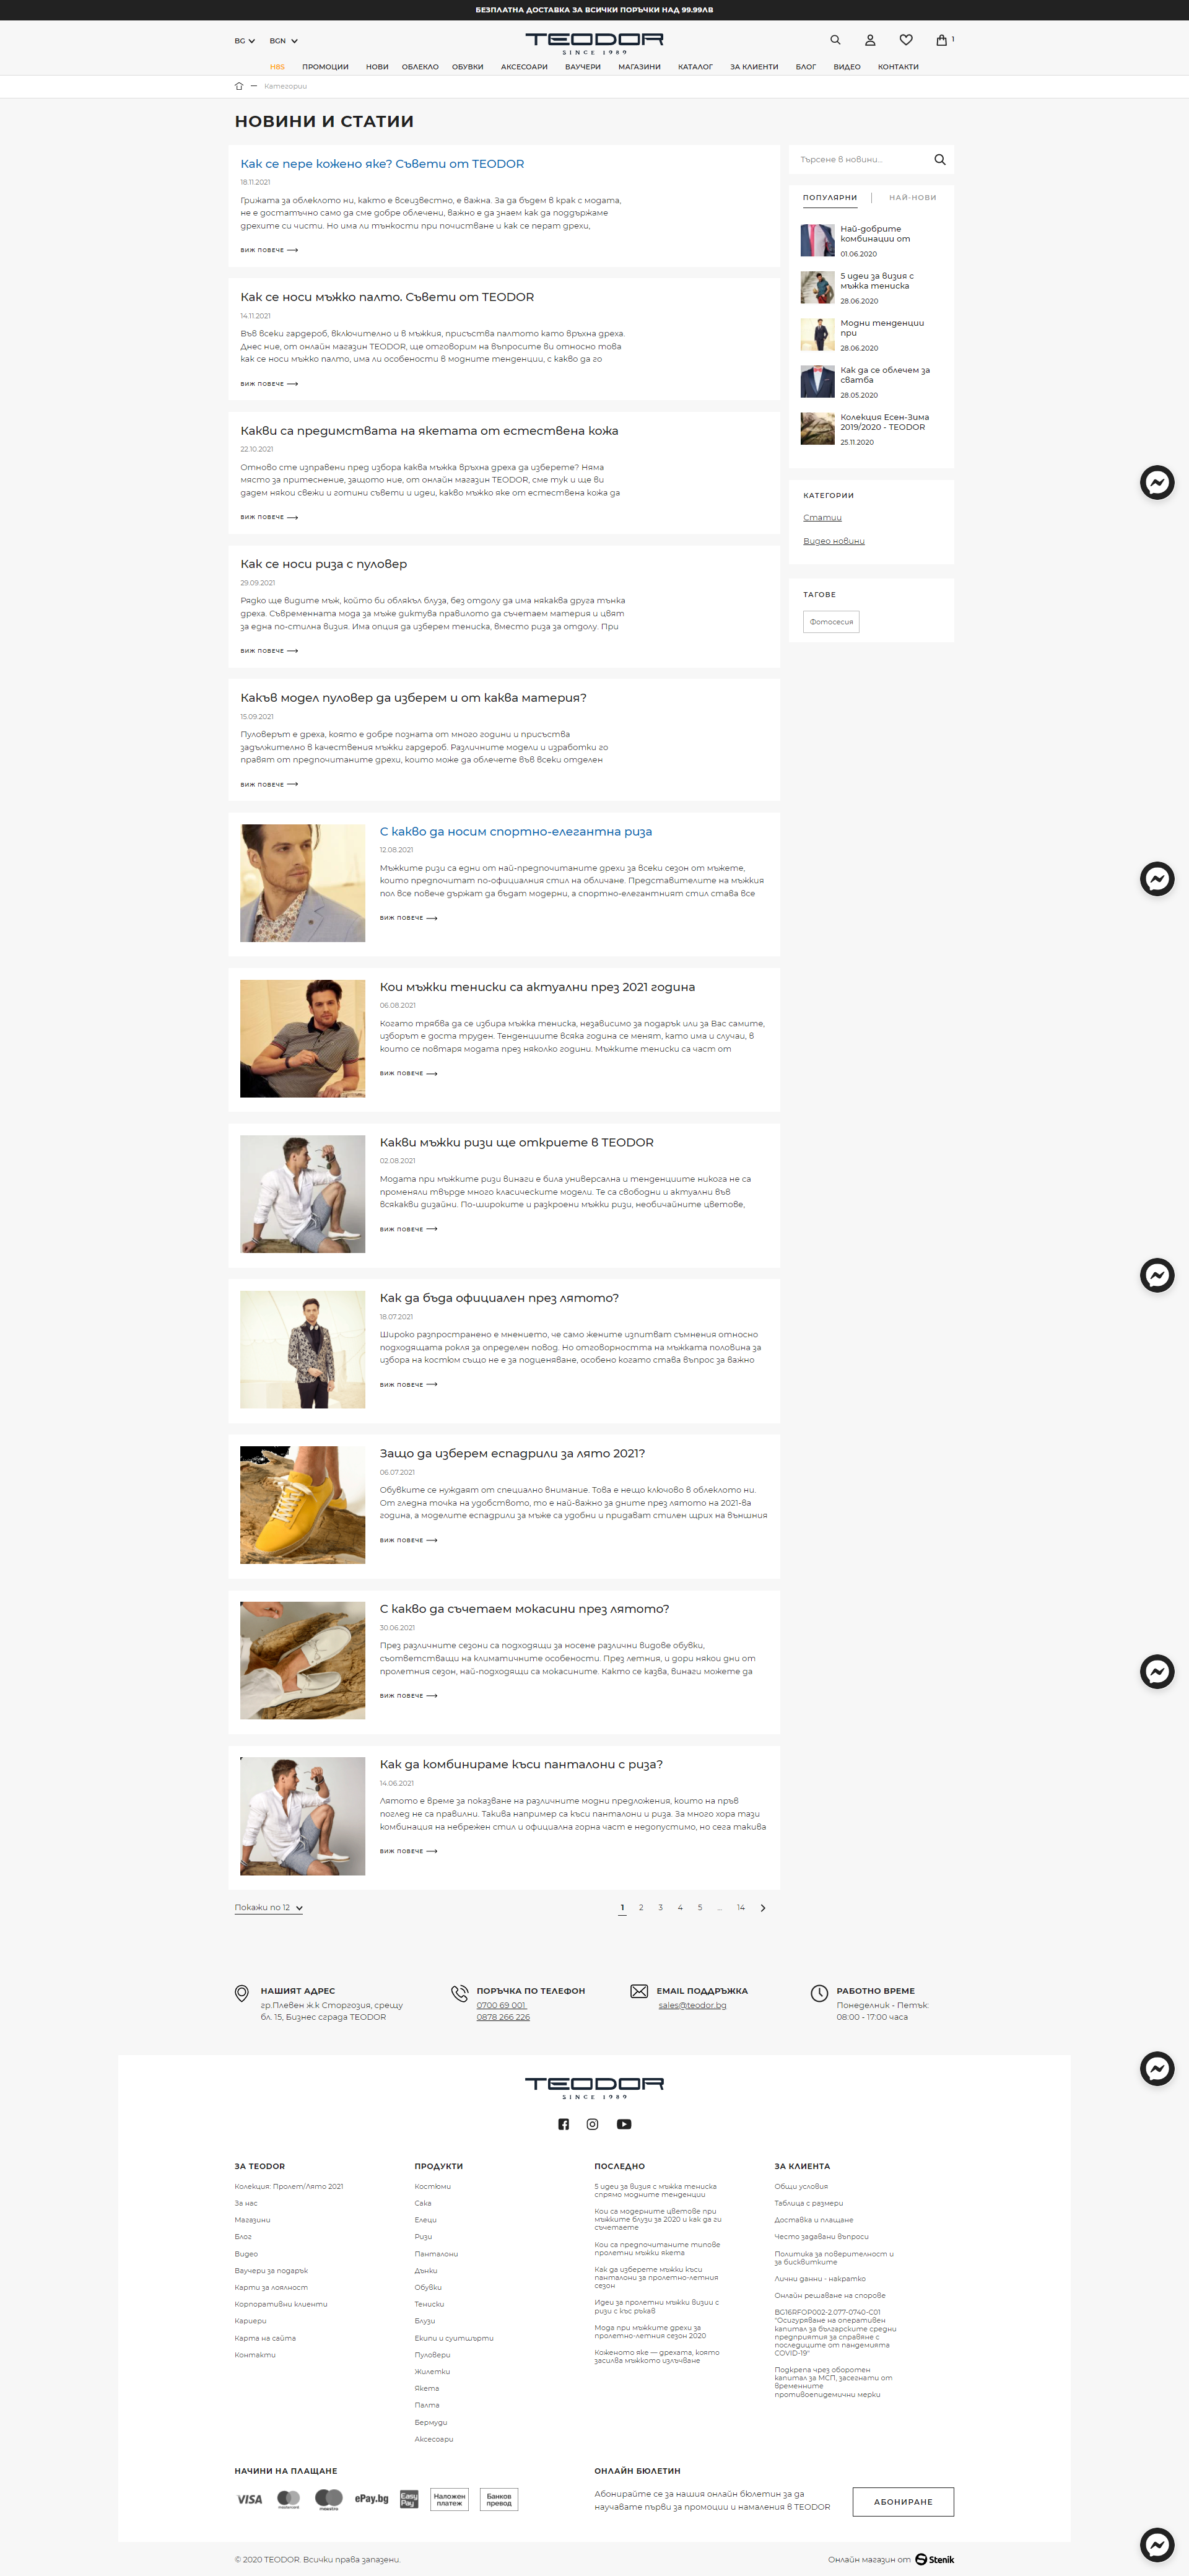 БЕЗПЛАТНА ДОСТАВКА ЗА ВСИЧКИ ПОРЪЧКИ НАД 99.99ЛВ
BG
BGN
TEODOR
SINCE 1989
1
H8S
ПРОМОЦИИ
НОВИ
ОБЛЕКЛО
ОБУВКИ
АКСЕСОАРИ
ВАУЧЕРИ
МАГАЗИНИ
КАТАЛОГ
ЗА КЛИЕНТИ
БЛОГ
ВИДЕО
КОНТАКТИ
Категории
НОВИНИ И СТАТИИ
Как се пере кожено яке? Съвети от TEODOR
18.11.2021
Грижата за облеклото ни, както е всеизвестно, е важна. За да бъдем в крак с модата,
не е достатъчно само да сме добре облечени, важно е да знаем как да поддържаме
дрехите си чисти. Но има ли тънкости при почистване и как се перат дрехи,
ВИЖ ПОВЕЧЕ
Как се носи мъжко палто. Съвети от TEODOR
14.11.2021
Във всеки гардероб, включително и в мъжкия, присъства палтото като връхна дреха.
Днес ние, от онлайн магазин TEODOR, ще отговорим на въпросите ви относно това
как се носи мъжко палто, има ли особености в модните тенденции, с какво да го
ВИЖ ПОВЕЧЕ
Какви са предимствата на якетата от естествена кожа
22.10.2021
Отново сте изправени пред избора каква мъжка връхна дреха да изберете? Няма
място за притеснение, защото ние, от онлайн магазин TEODOR, сме тук и ще ви
дадем някои свежи и готини съвети и идеи, какво мъжко яке от естествена кожа да
ВИЖ ПОВЕЧЕ
Как се носи риза с пуловер
29.09.2021
Рядко ще видите мъж, който би облякъл блуза, без отдолу да има някаква друга тънка
дреха. Съвременната мода за мъже диктува правилото да съчетаем материя и цвят
за една по-стилна визия. Има опция да изберем тениска, вместо риза за отдолу. При
ВИЖ ПОВЕЧЕ
Какъв модел пуловер да изберем и от каква материя?
15.09.2021
Пуловерът е дреха, която е добре позната от много години и присъства
задължително в качествения мъжки гардероб. Различните модели и изработки го
правят от предпочитаните дрехи, които може да облечете във всеки отделен
ВИЖ ПОВЕЧЕ
С какво да носим спортно-елегантна риза
12.08.2021
Мъжките ризи са едни от най-предпочитаните дрехи за всеки сезон от мъжете,
които предпочитат по-официалния стил на обличане. Представителите на мъжкия
пол все повече държат да бъдат модерни, а спортно-елегантният стил става все
ВИЖ ПОВЕЧЕ
Кои мъжки тениски са актуални през 2021 година
06.08.2021
Когато трябва да се избира мъжка тениска, независимо за подарък или за Вас самите,
изборът е доста труден. Тенденциите всяка година се менят, като има и случаи, в
които се повтаря модата през няколко години. Мъжките тениски са част от
ВИЖ ПОВЕЧЕ
Какви мъжки ризи ще откриете в TEODOR
02.08.2021
Модата при мъжките ризи винаги е била универсална и тенденциите никога не са
променяли твърде много класическите модели. Те са свободни и актуални във
всякакви дизайни. По-широките и разкроени мъжки ризи, необичайните цветове,
ВИЖ ПОВЕЧЕ
Как да бъда официален през лятото?
18.07.2021
Широко разпространено е мнението, че само жените изпитват съмнения относно
подходящата рокля за определен повод. Но отговорността на мъжката половина за
избора на костюм също не е за подценяване, особено когато става въпрос за важно
ВИЖ ПОВЕЧЕ
Защо да изберем еспадрили за лято 2021?
06.07.2021
Обувките се нуждаят от специално внимание. Това е нещо ключово в облеклото ни.
От гледна точка на удобството, то е най-важно за дните през лятото на 2021-ва
година, а моделите еспадрили за мъже са удобни и придават стилен щрих на външния
ВИЖ ПОВЕЧЕ
С какво да съчетаем мокасини през лятото?
30.06.2021
През различните сезони са подходящи за носене различни видове обувки,
съответстващи на климатичните особености. През летния, и дори някои дни от
пролетния сезон, най-подходящи са мокасините. Както се казва, винаги можете да
ВИЖ ПОВЕЧЕ
Как да комбинираме къси панталони с риза?
14.06.2021
Лятото е време за показване на различните модни предложения, които на пръв
поглед не са правилни. Такива например са къси панталони и риза. За много хора тази
комбинация на небрежен стил и официална горна част е недопустимо, но сега такива
ВИЖ ПОВЕЧЕ
Покажи по 12
1 2 3 4 5 ... 14
Търсене в новини...
ПОПУЛЯРНИ
НАЙ-НОВИ
Най-добрите
комбинации от
01.06.2020
5 идеи за визия с
мъжка тениска
28.06.2020
Модни тенденции
при
28.06.2020
Как да се облечем за
сватба
28.05.2020
Колекция Есен-Зима
2019/2020 - TEODOR
25.11.2020
КАТЕГОРИИ
Статии
Видео новини
ТАГОВЕ
Фотосесия
НАШИЯТ АДРЕС
гр.Плевен ж.к Сторгозия, срещу
бл. 15, Бизнес сграда TEODOR
ПОРЪЧКА ПО ТЕЛЕФОН
0700 69 001
0878 266 226
EMAIL ПОДДРЪЖКА
sales@teodor.bg
РАБОТНО ВРЕМЕ
Понеделник - Петък:
08:00 - 17:00 часа
TEODOR
SINCE 1989
ЗА TEODOR
Колекция: Пролет/Лято 2021
За нас
Магазини
Блог
Видео
Ваучери за подарък
Карти за лоялност
Корпоративни клиенти
Кариери
Карта на сайта
Контакти
ПРОДУКТИ
Костюми
Сака
Елеци
Ризи
Панталони
Дънки
Обувки
Тениски
Блузи
Екипи и суитшърти
Пуловери
Жилетки
Якета
Палта
Бермуди
Аксесоари
ПОСЛЕДНО
5 идеи за визия с мъжка тениска
спрямо модните тенденции
Кои са модерните цветове при
мъжките блузи за 2020 и как да ги
съчетаете
Кои са предпочитаните типове
пролетни мъжки якета
Как да изберете мъжки къси
панталони за пролетно-летния
сезон
Идеи за пролетни мъжки визии с
ризи с къс ръкав
Мода при мъжките дрехи за
пролетно-летния сезон 2020
Коженото яке — дрехата, която
засилва мъжкото излъчване
ЗА КЛИЕНТА
Общи условия
Таблица с размери
Доставка и плащане
Често задавани въпроси
Политика за поверителност и
за бисквитките
Лични данни - накратко
Онлайн решаване на спорове
BG16RFOP002-2.077-0740-C01
"Осигуряване на оперативен
капитал за българските средни
предприятия за справяне с
последиците от пандемията
COVID-19"
Подкрепа чрез оборотен
капитал за МСП, засегнати от
временните
противоепидемични мерки
НАЧИНИ НА ПЛАЩАНЕ
VISA
mastercard
maestro
ePay.bg
Easy
Pay
Наложен
платеж
Банков
превод
ОНЛАЙН БЮЛЕТИН
Абонирайте се за нашия онлайн бюлетин за да
научавате първи за промоции и намаления в TEODOR
АБОНИРАНЕ
© 2020 TEODOR. Всички права запазени.
Онлайн магазин от Stenik